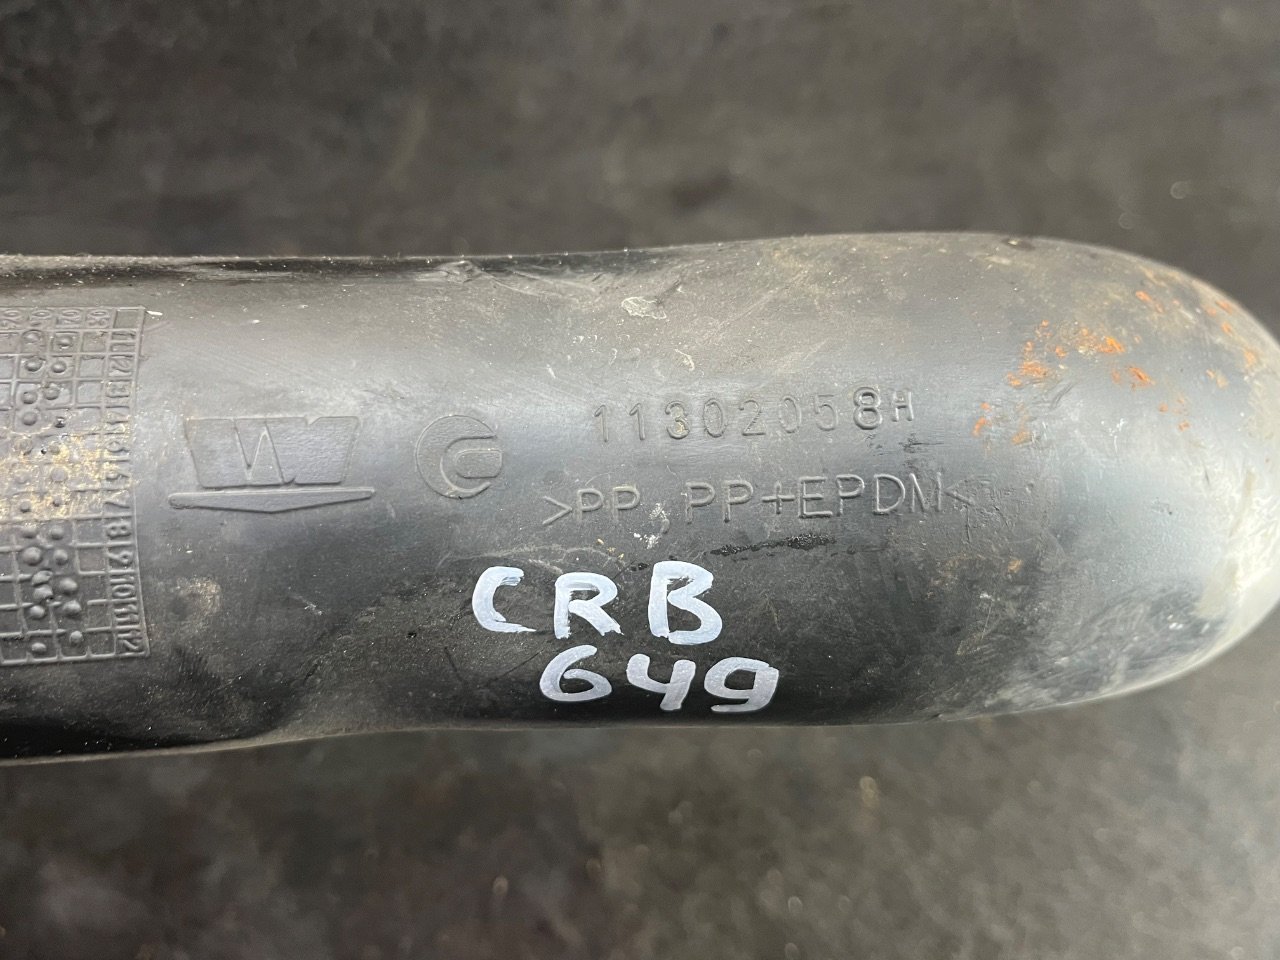 W
11302058H
>PP, PP+EPDM<
CRB
649